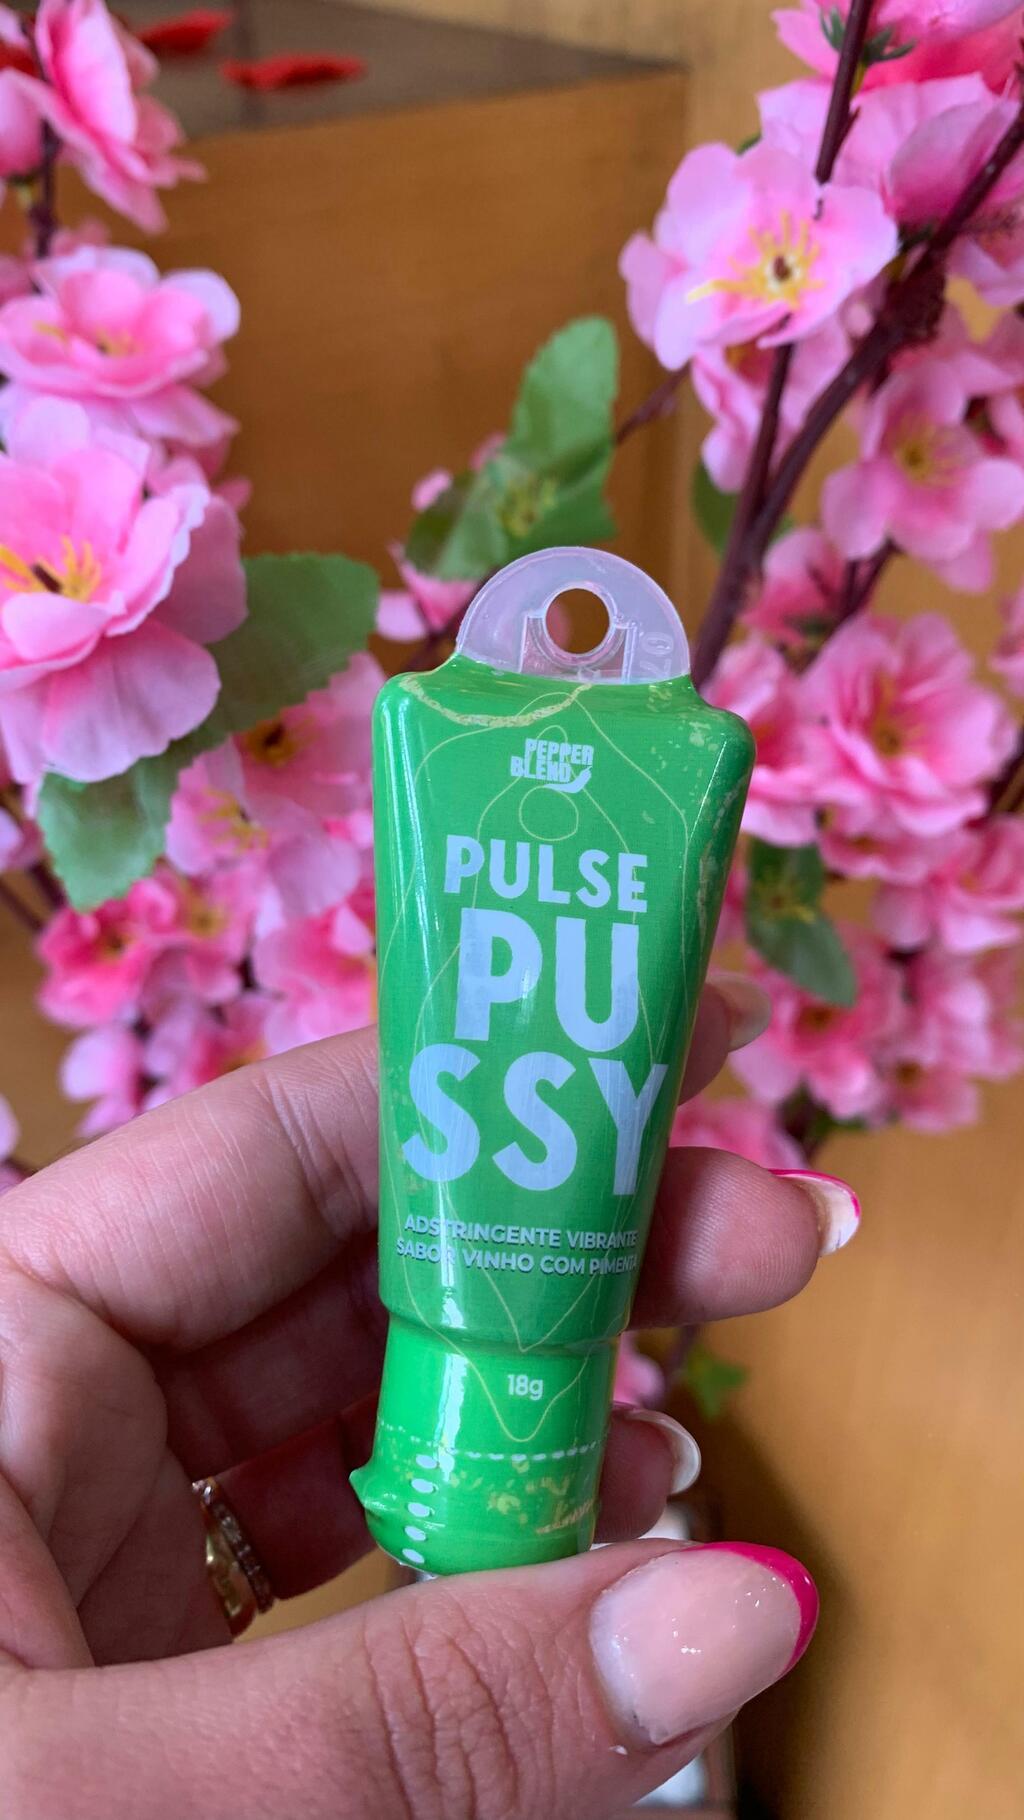 PEPPER
BLEND
PULSE
PU
SSY
ADSTRINGENTE VIBRANTE
SABOR VINHO COM PIMENTA
18g